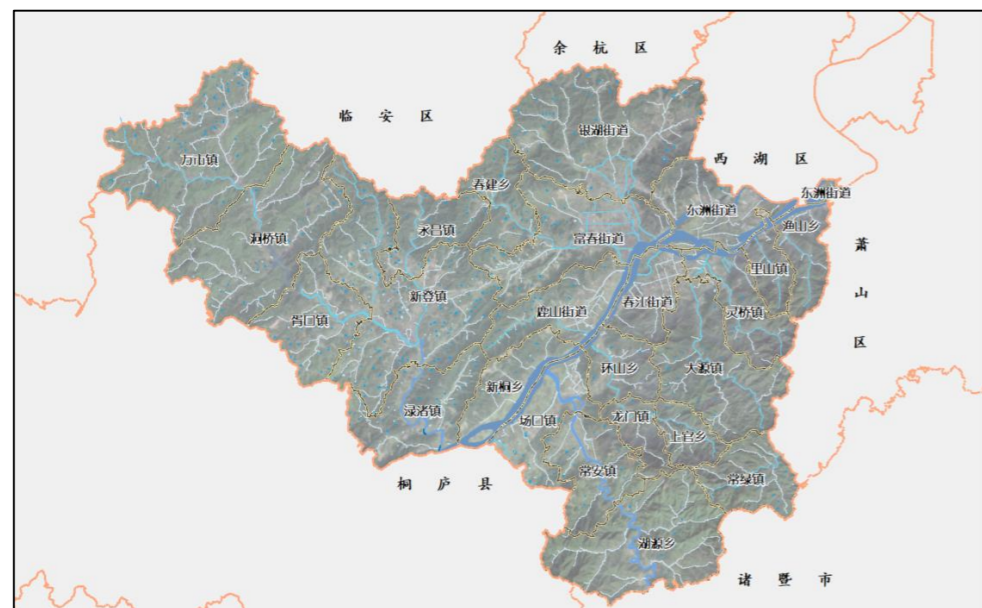 余杭区
临安区
银湖街道
万市镇
西湖区
春建乡
东洲街道
东洲街道
永昌镇
渔山乡
洞桥镇
富春街道
萧山区
里山镇
新登镇
春江街道
鹿山街道
灵桥镇
胥口镇
环山乡
大源镇
新桐乡
渌渚镇
场口镇
龙门镇
上官乡
常安镇
常绿镇
桐庐县
湖源乡
诸暨市